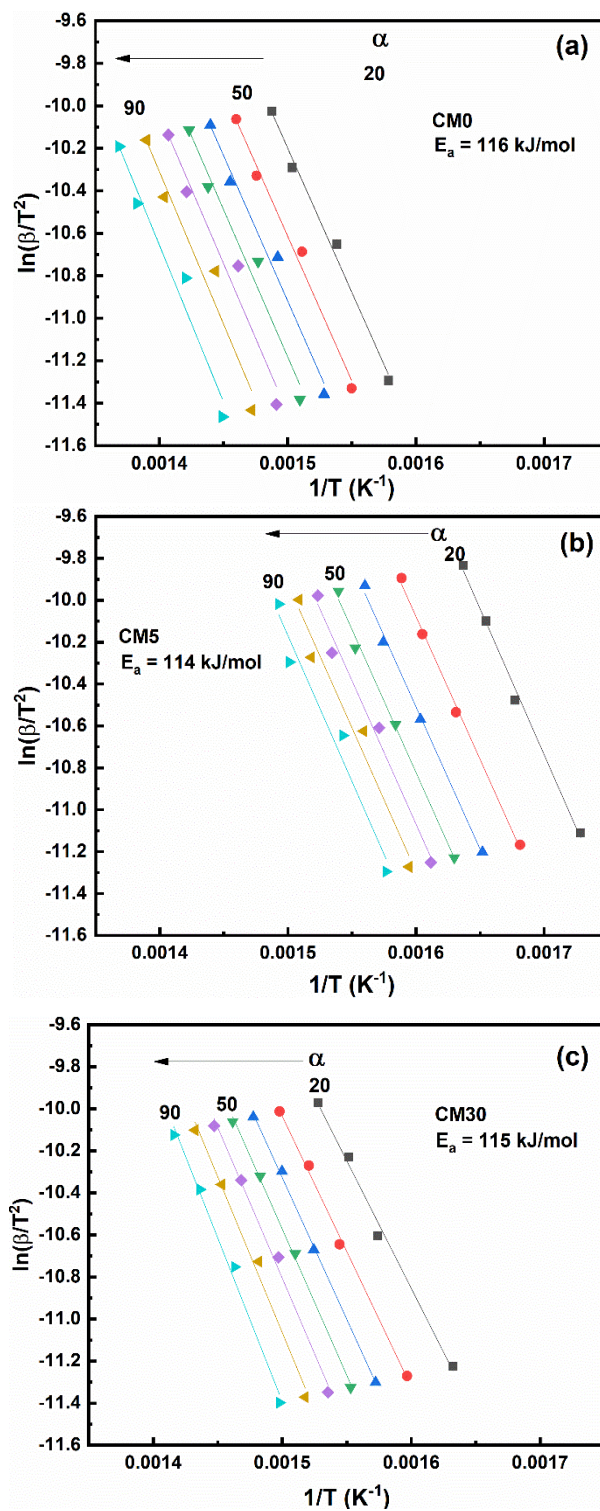 (a)
α
20
50
90
CM0
Eₐ = 116 kJ/mol
ln(β/T²)
-9.6
-9.8
-10.0
-10.2
-10.4
-10.6
-10.8
-11.0
-11.2
-11.4
-11.6
0.0014 0.0015 0.0016 0.0017
1/T (K⁻¹)
(b)
α
20
50
90
CM5
Eₐ = 114 kJ/mol
ln(β/T²)
-9.6
-9.8
-10.0
-10.2
-10.4
-10.6
-10.8
-11.0
-11.2
-11.4
-11.6
0.0014 0.0015 0.0016 0.0017
1/T (K⁻¹)
(c)
α
20
50
90
CM30
Eₐ = 115 kJ/mol
ln(β/T²)
-9.6
-9.8
-10.0
-10.2
-10.4
-10.6
-10.8
-11.0
-11.2
-11.4
-11.6
0.0014 0.0015 0.0016 0.0017
1/T (K⁻¹)